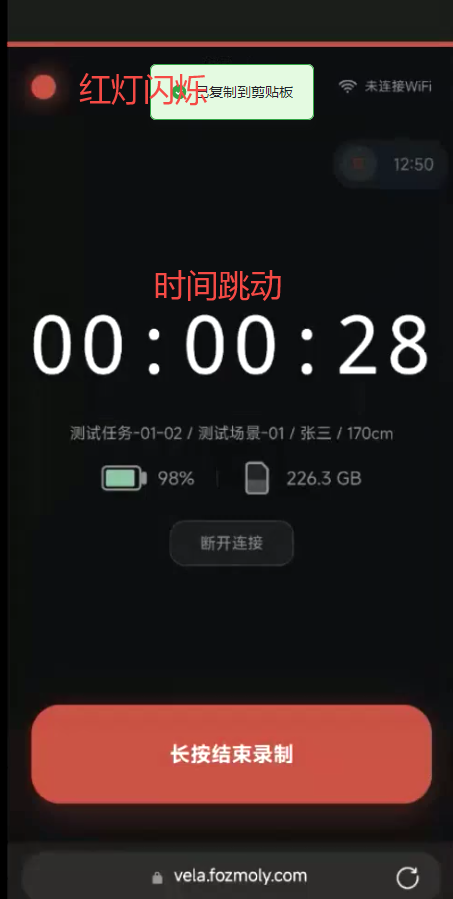 红灯闪烁
已复制到剪贴板
未连接WiFi
12:50
时间跳动
00:00:28
测试任务-01-02 / 测试场景-01 / 张三 / 170cm
98%
226.3 GB
断开连接
长按结束录制
vela.fozmoly.com